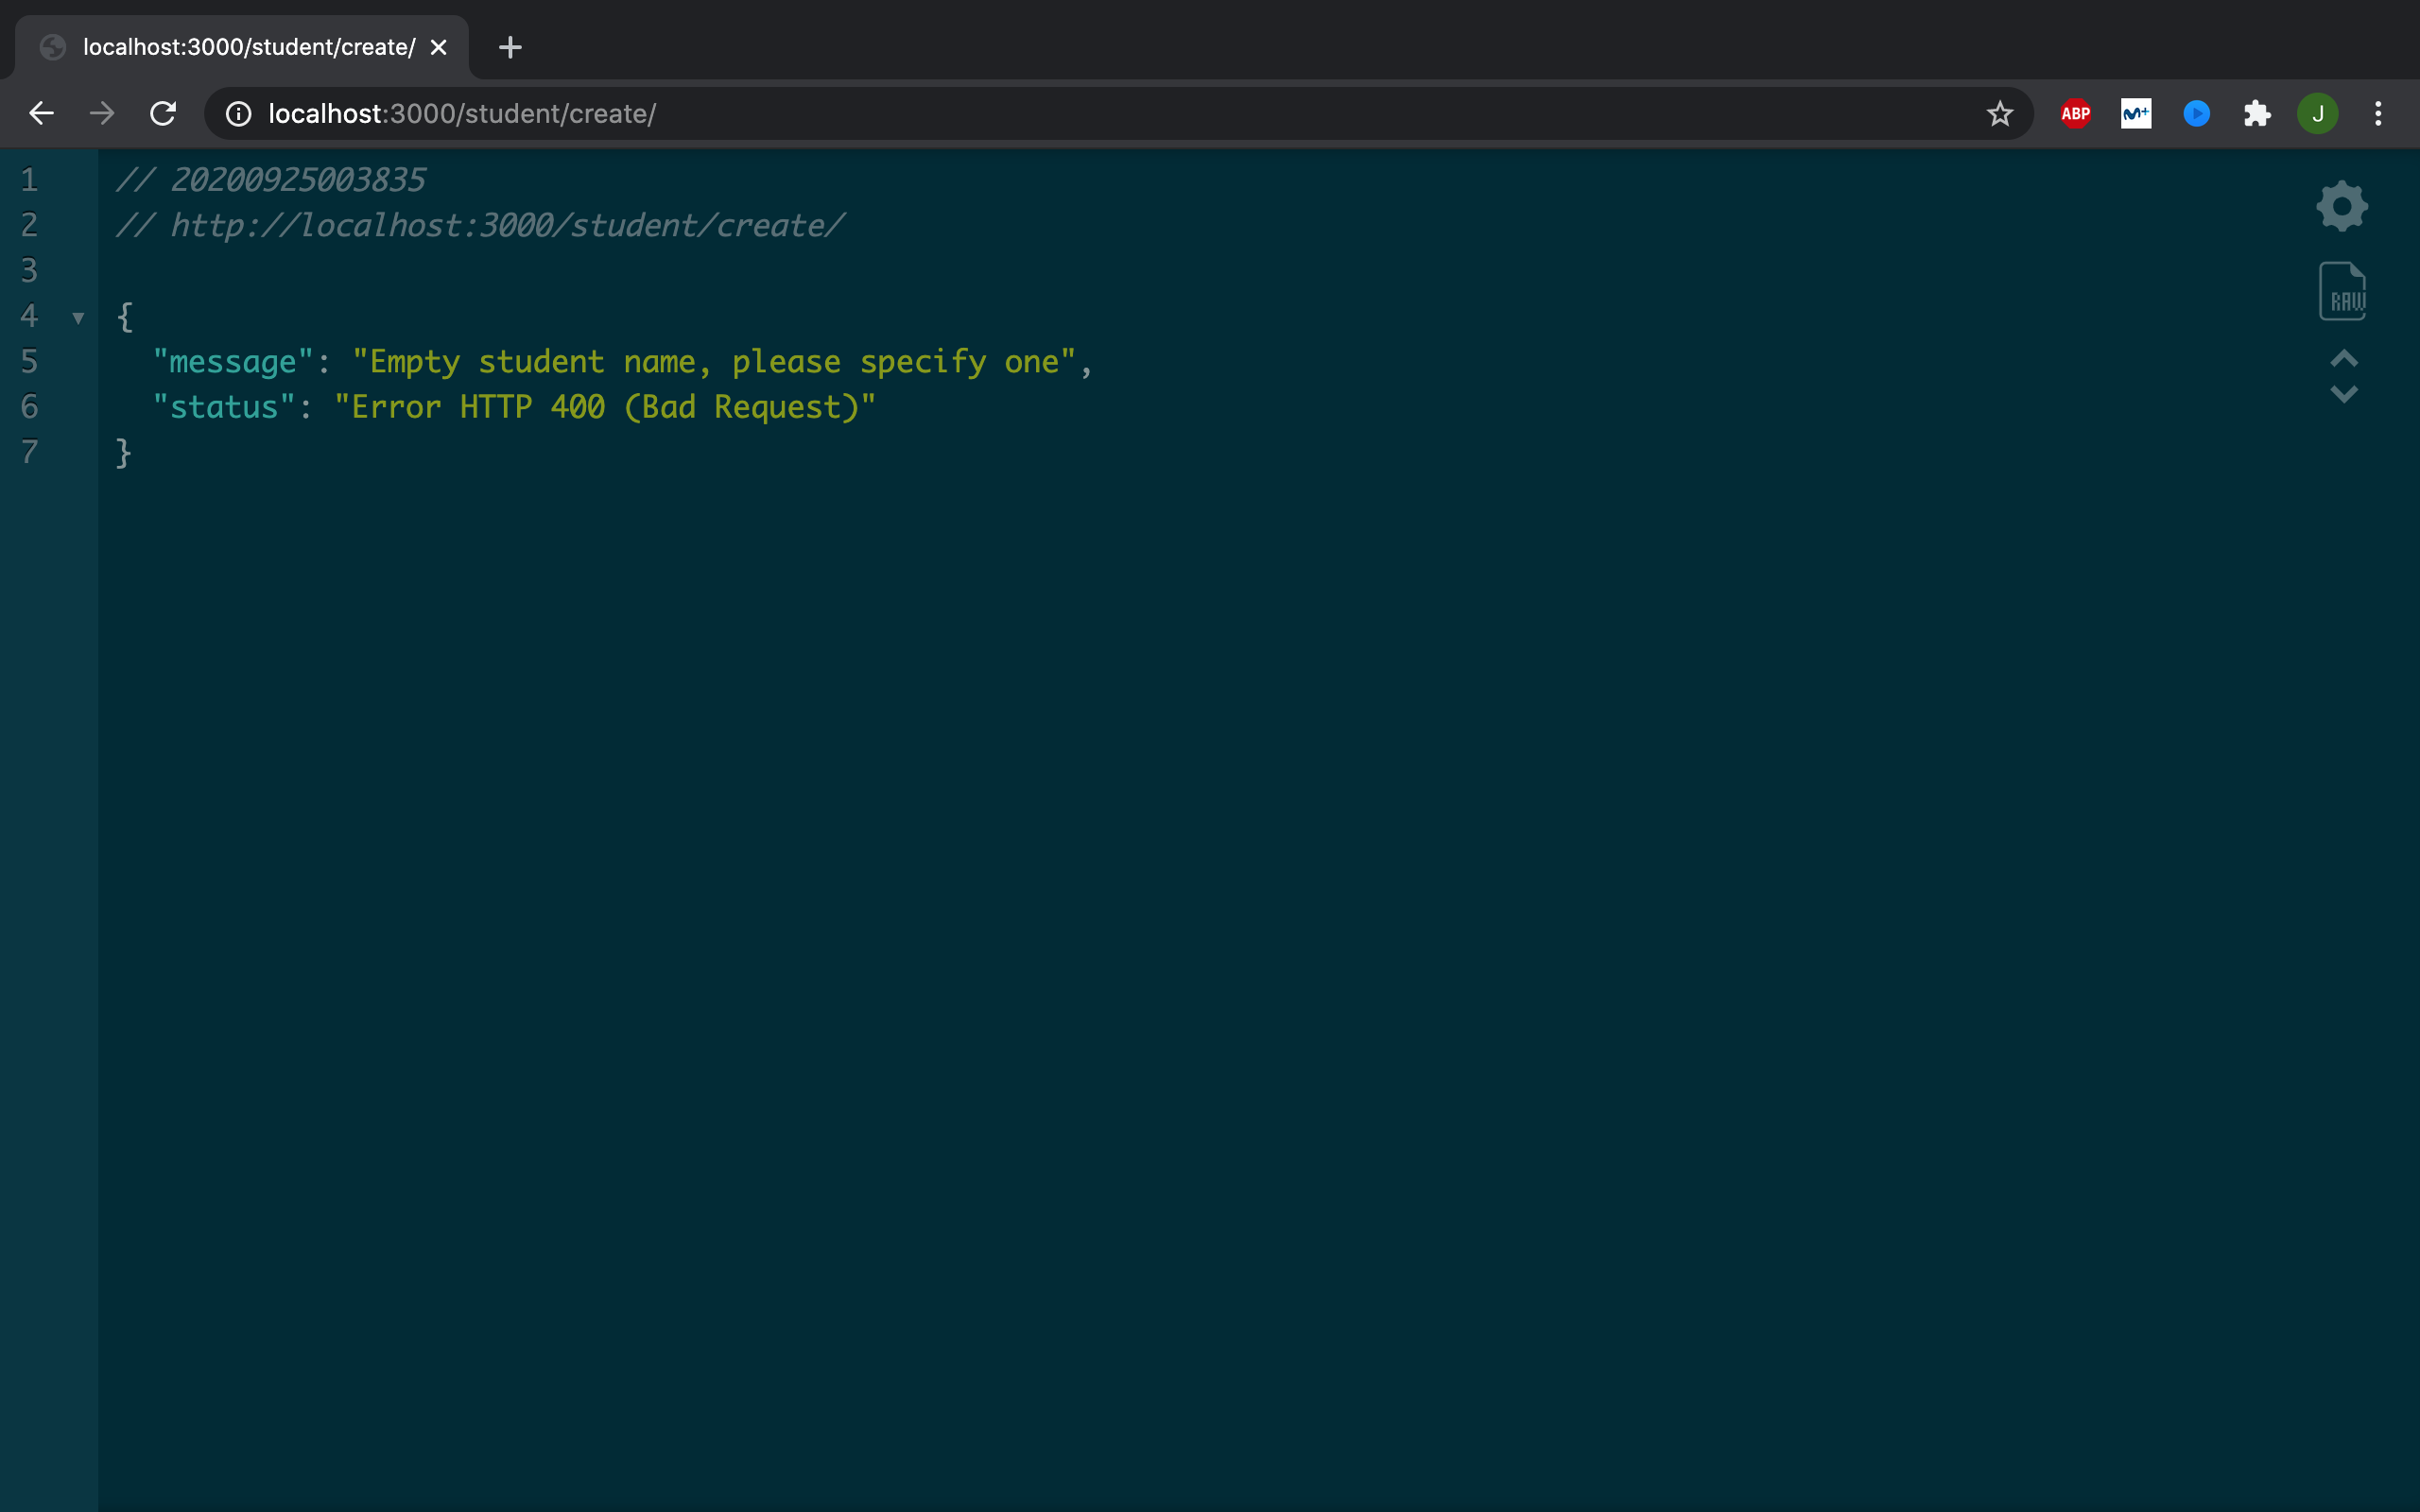 localhost:3000/student/create/
localhost:3000/student/create/
ABP
J
1 // 20200925003835
2 // http://localhost:3000/student/create/
3
4 {
5 "message": "Empty student name, please specify one",
6 "status": "Error HTTP 400 (Bad Request)"
7 }
RAW